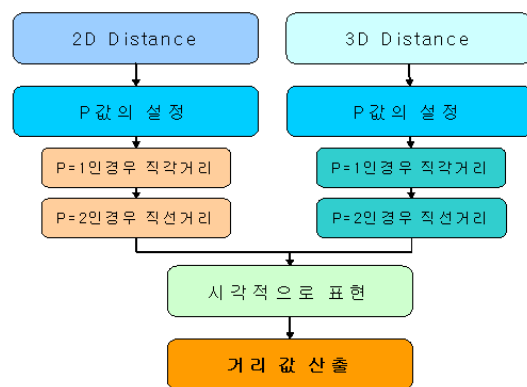 2D Distance
3D Distance
P값의 설정
P값의 설정
P=1인경우 직각거리
P=1인경우 직각거리
P=2인경우 직선거리
P=2인경우 직선거리
시각적으로 표현
거리 값 산출